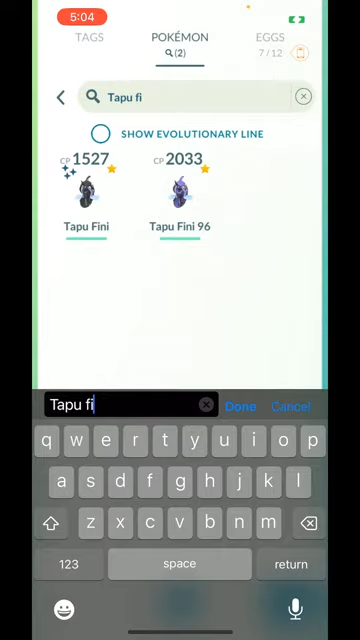 5:04
TAGS
POKÉMON
EGGS
(2)
7/12
Tapu fi
SHOW EVOLUTIONARY LINE
CP 1527
CP 2033
Tapu Fini
Tapu Fini 96
Tapu fi
Done
Cancel
q w e r t y u i o p
a s d f g h j k l
z x c v b n m
123
space
return